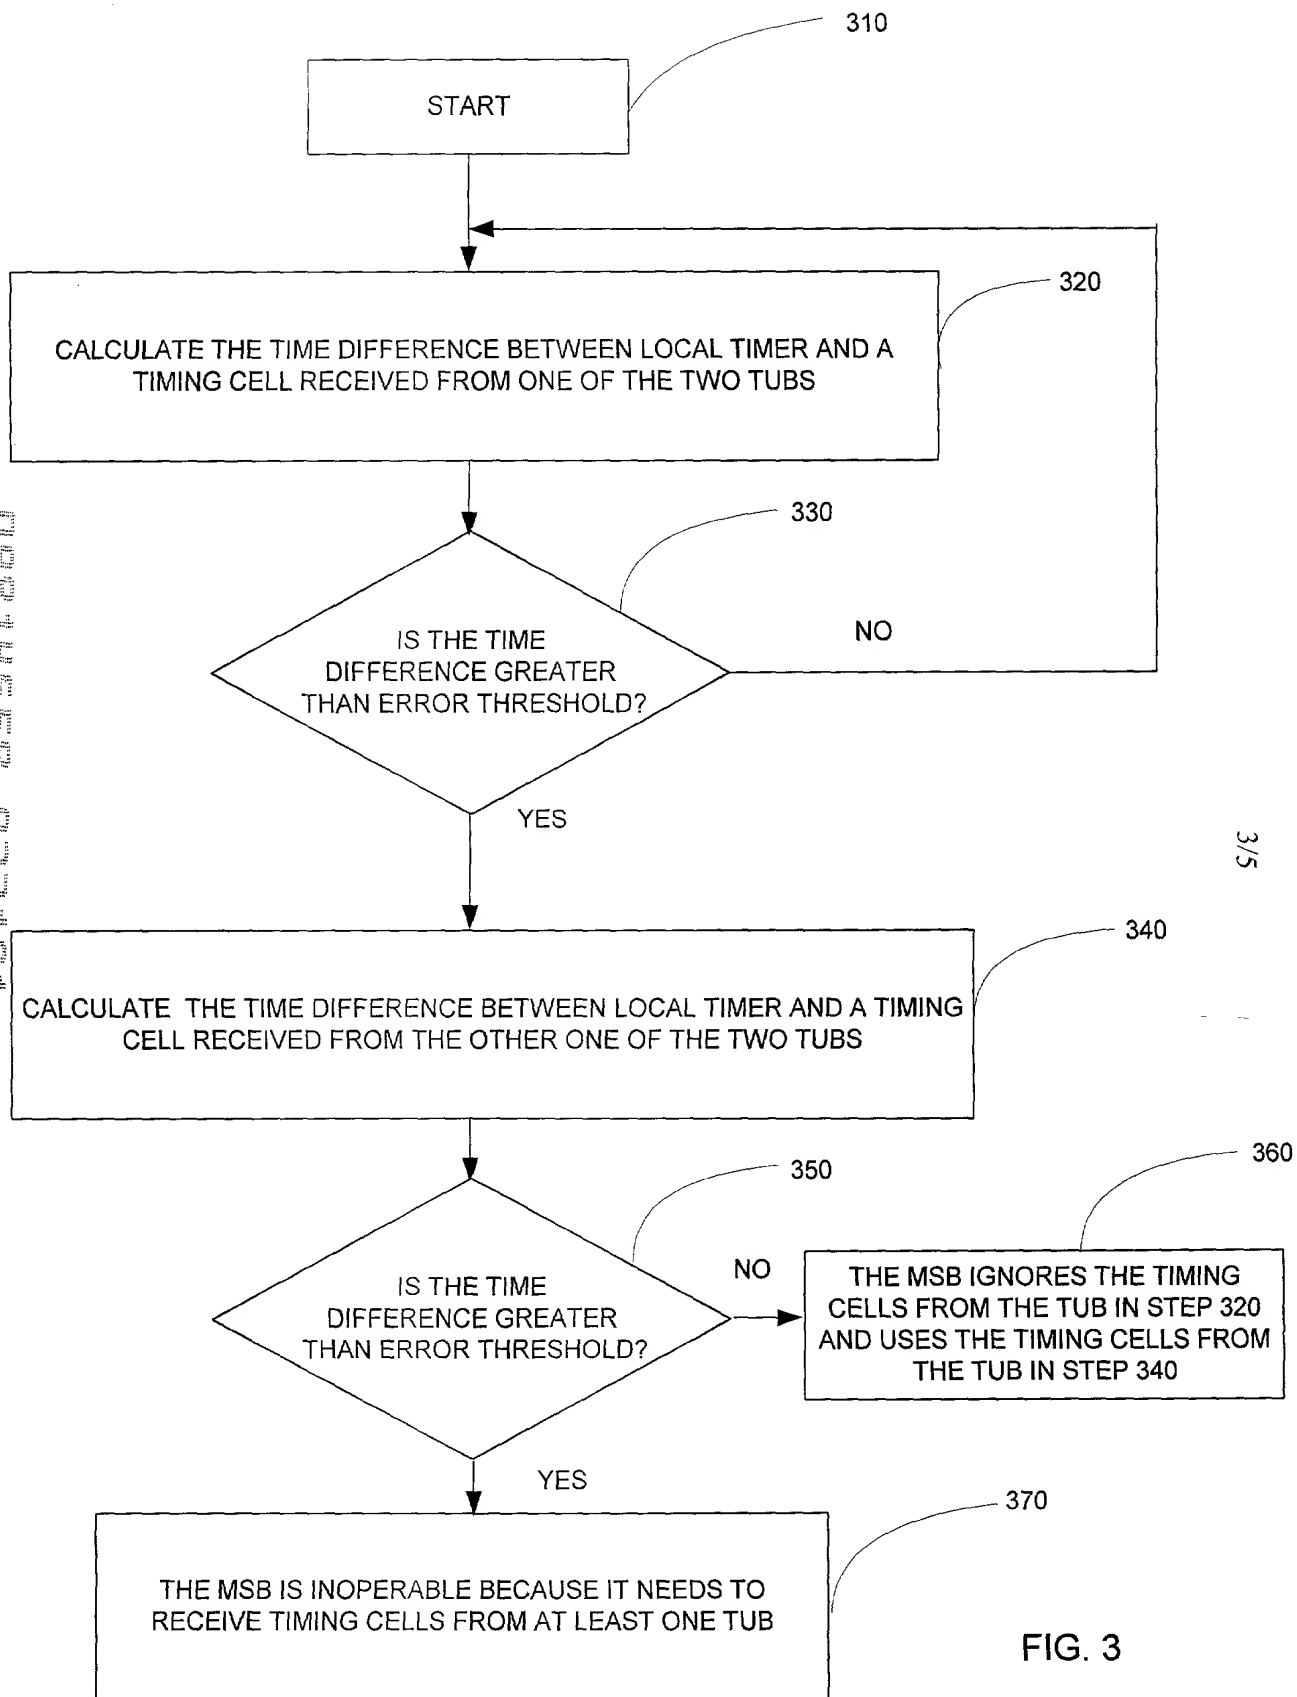 310
START
320
CALCULATE THE TIME DIFFERENCE BETWEEN LOCAL TIMER AND A
TIMING CELL RECEIVED FROM ONE OF THE TWO TUBS
330
IS THE TIME
DIFFERENCE GREATER
THAN ERROR THRESHOLD?
NO
YES
3/5
340
CALCULATE THE TIME DIFFERENCE BETWEEN LOCAL TIMER AND A TIMING
CELL RECEIVED FROM THE OTHER ONE OF THE TWO TUBS
350
360
IS THE TIME
DIFFERENCE GREATER
THAN ERROR THRESHOLD?
NO
THE MSB IGNORES THE TIMING
CELLS FROM THE TUB IN STEP 320
AND USES THE TIMING CELLS FROM
THE TUB IN STEP 340
YES
370
THE MSB IS INOPERABLE BECAUSE IT NEEDS TO
RECEIVE TIMING CELLS FROM AT LEAST ONE TUB
FIG. 3